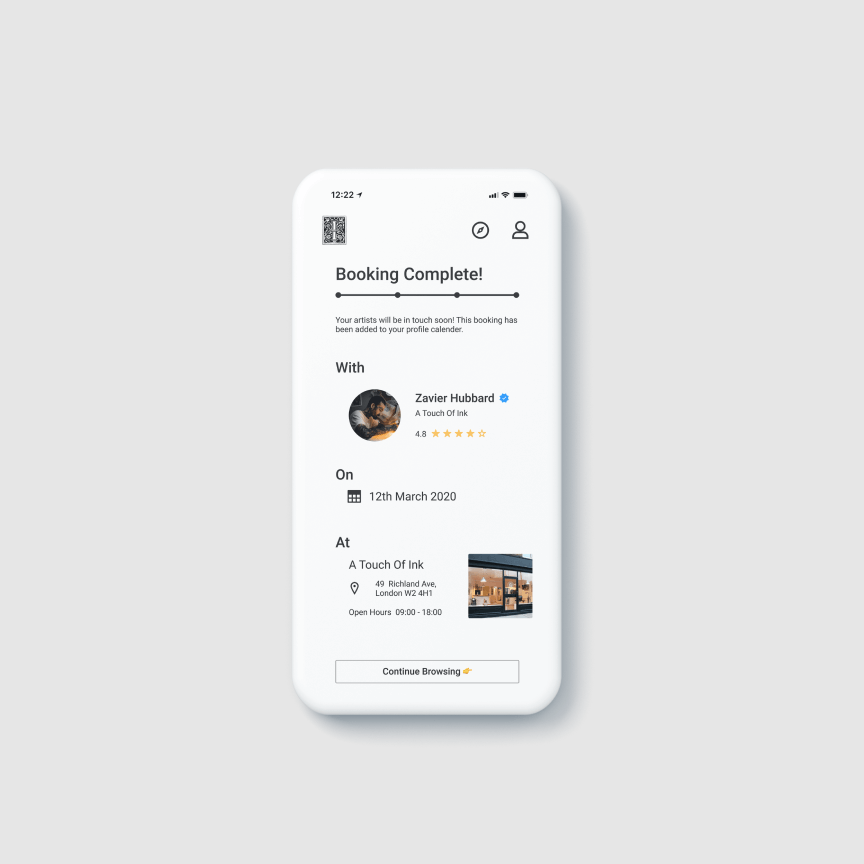 12:22
Booking Complete!
Your artists will be in touch soon! This booking has
been added to your profile calender.
With
Zavier Hubbard
A Touch Of Ink
4.8
On
12th March 2020
At
A Touch Of Ink
49 Richland Ave,
London W2 4H1
Open Hours 09:00 - 18:00
Continue Browsing 👉